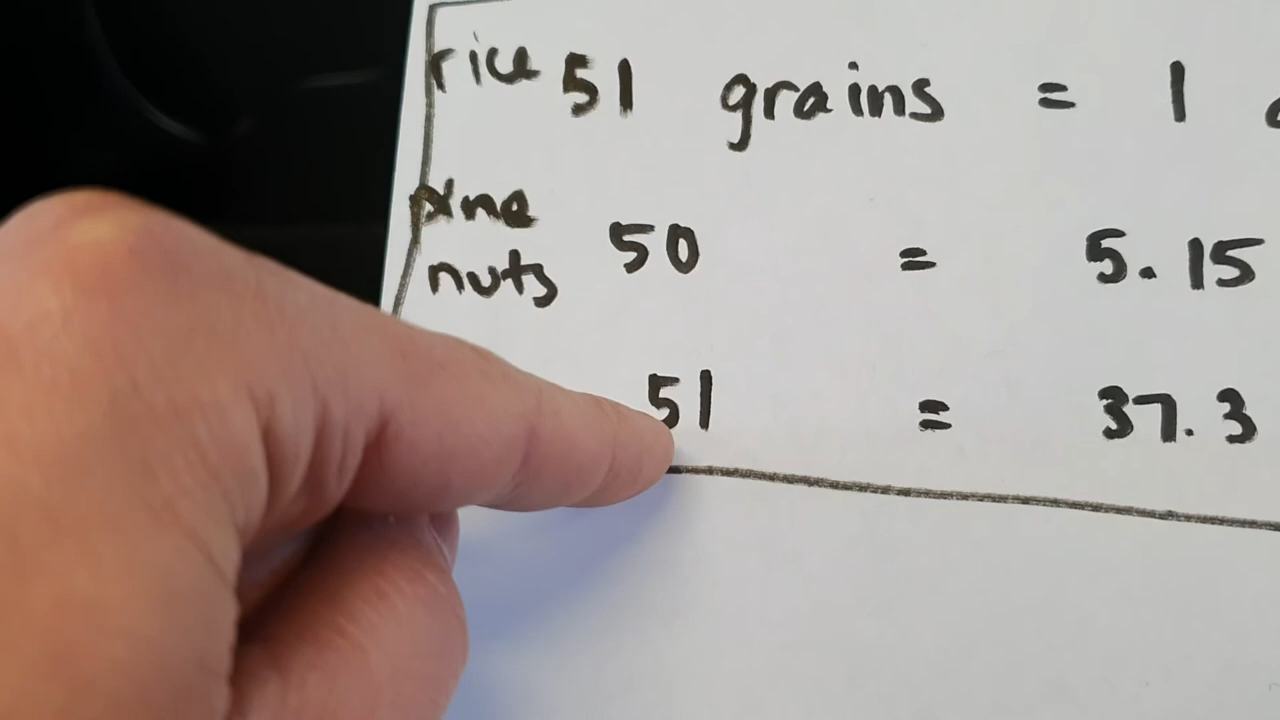 rice 51 grains = 1
pine nuts 50 = 5.15
51 = 37.3